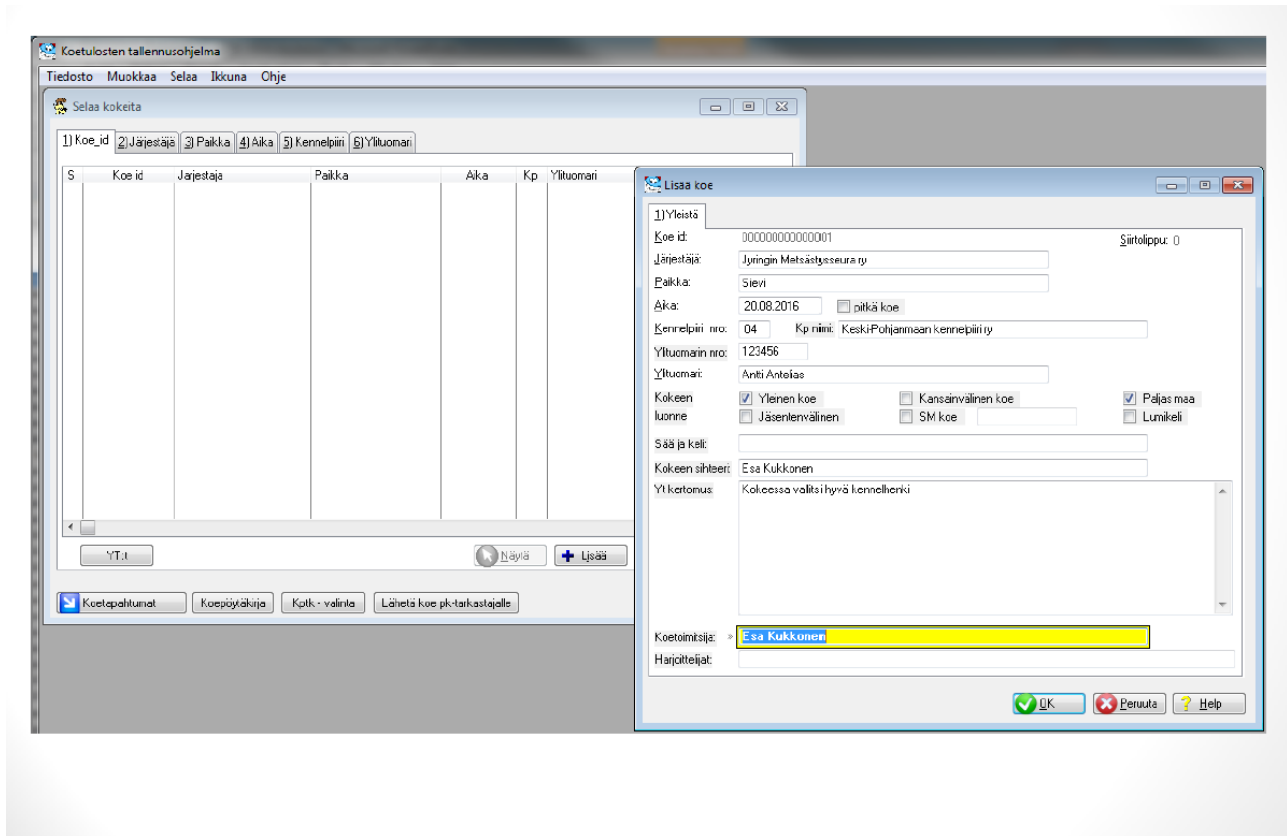 Koetulosten tallennusohjelma
Tiedosto Muokkaa Selaa Ikkuna Ohje
Selaa kokeita
1) Koe_id 2) Järjestäjä 3) Paikka 4) Aika 5) Kennelpiiri 6) Ylituomari
S Koe id Jarjestaja Paikka Aika Kp Ylituomari
YT:t Näytä Lisää
Koetapahtumat Koepöytäkirja Kptk - valinta Lähetä koe pk-tarkastajalle
Lisaa koe
1) Yleistä
Koe id: 000000000000001 Siirtolippu: 0
Järjestäjä: Jyringin Metsästysseura ry
Paikka: Sievi
Aika: 20.08.2016 pitkä koe
Kennelpiri nro: 04 Kp nimi: Keski-Pohjanmaan kennelpiiri ry
Ylituomarin nro: 123456
Ylituomari: Antti Anteías
Kokeen Yleinen koe Kansainvälinen koe Paljas maa
luonne Jäsentenvälinen SM koe Lumikeli
Sää ja keli:
Kokeen sihteeri: Esa Kukkonen
Yt kertomus: Kokeessa valitsi hyvä kennelhenki
Koetoimitsija: » Esa Kukkonen
Harjoittelijat:
OK Peruuta ? Help